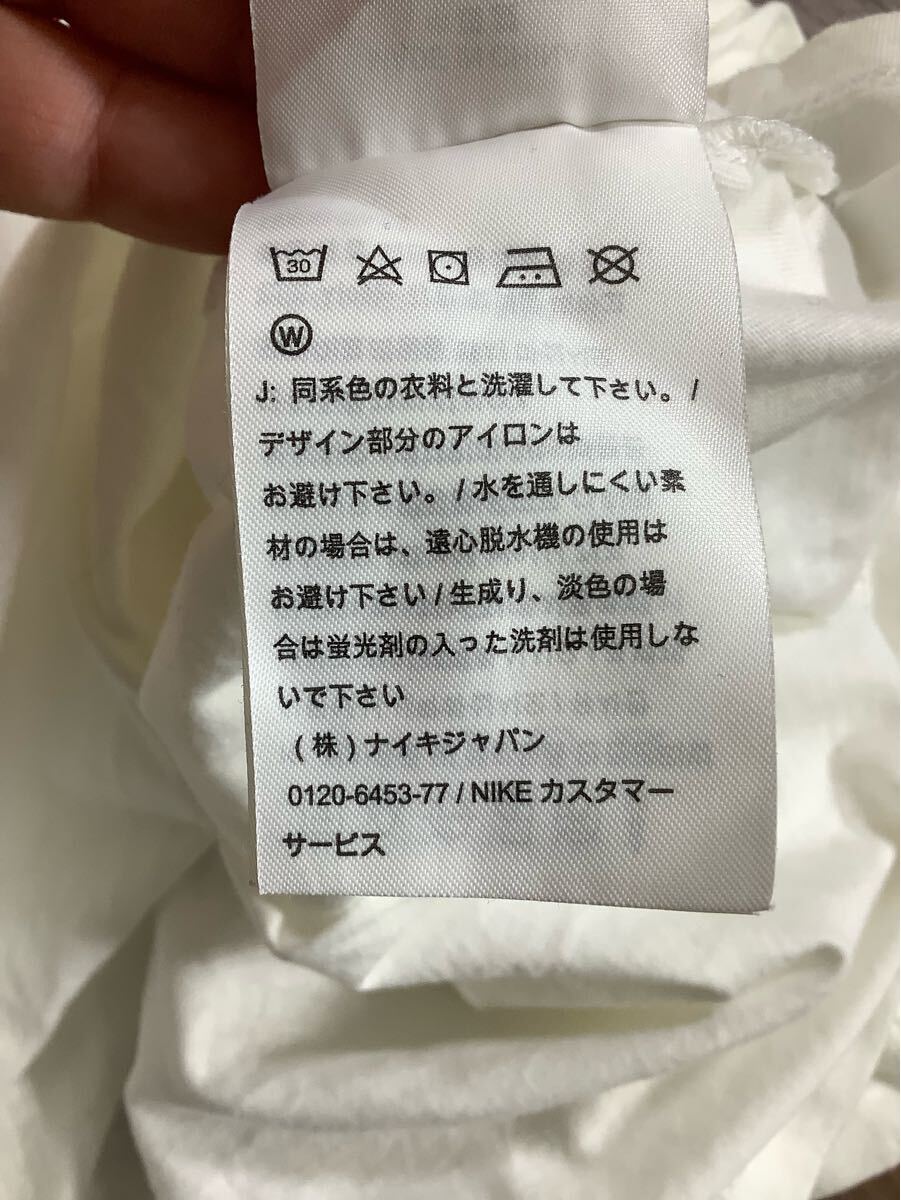 30
W
J: 同系色の衣料と洗濯して下さい。/
デザイン部分のアイロンは
お避け下さい。/ 水を通しにくい素
材の場合は、遠心脱水機の使用は
お避け下さい / 生成り、淡色の場
合は蛍光剤の入った洗剤は使用しな
いで下さい
( 株 ) ナイキジャパン
0120-6453-77 / NIKE カスタマー
サービス